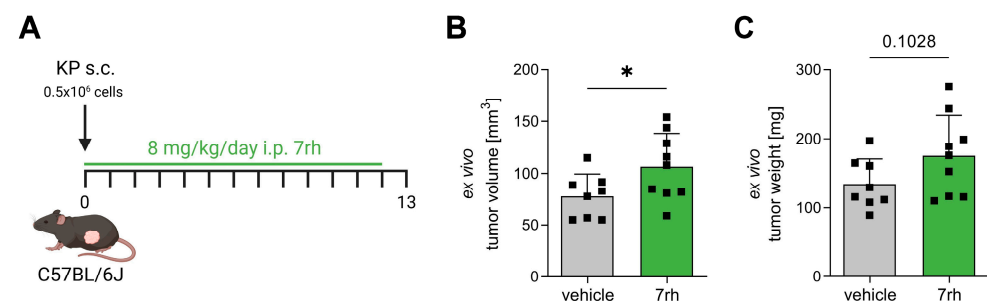 A
KP s.c.
0.5x10⁶ cells
8 mg/kg/day i.p. 7rh
0
13
C57BL/6J
B
ex vivo
tumor volume [mm³]
200
150
100
50
0
*
vehicle
7rh
C
ex vivo
tumor weight [mg]
300
200
100
0
0.1028
vehicle
7rh